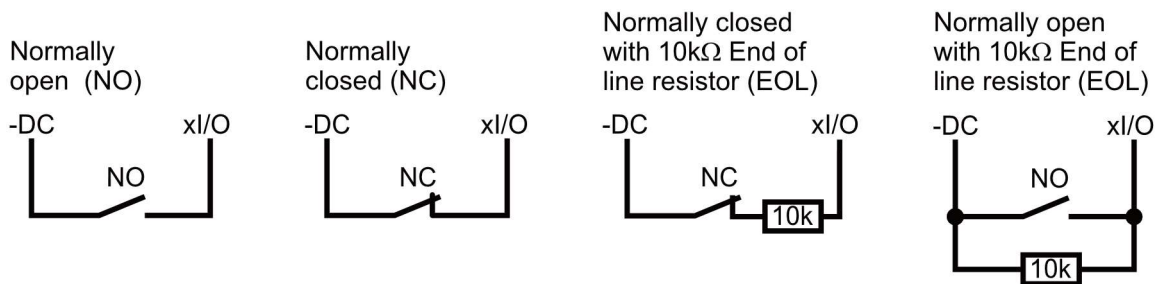 Normally
open (NO)
-DC xI/O
NO
Normally
closed (NC)
-DC xI/O
NC
Normally closed
with 10kΩ End of
line resistor (EOL)
-DC xI/O
NC
10k
Normally open
with 10kΩ End of
line resistor (EOL)
-DC xI/O
NO
10k